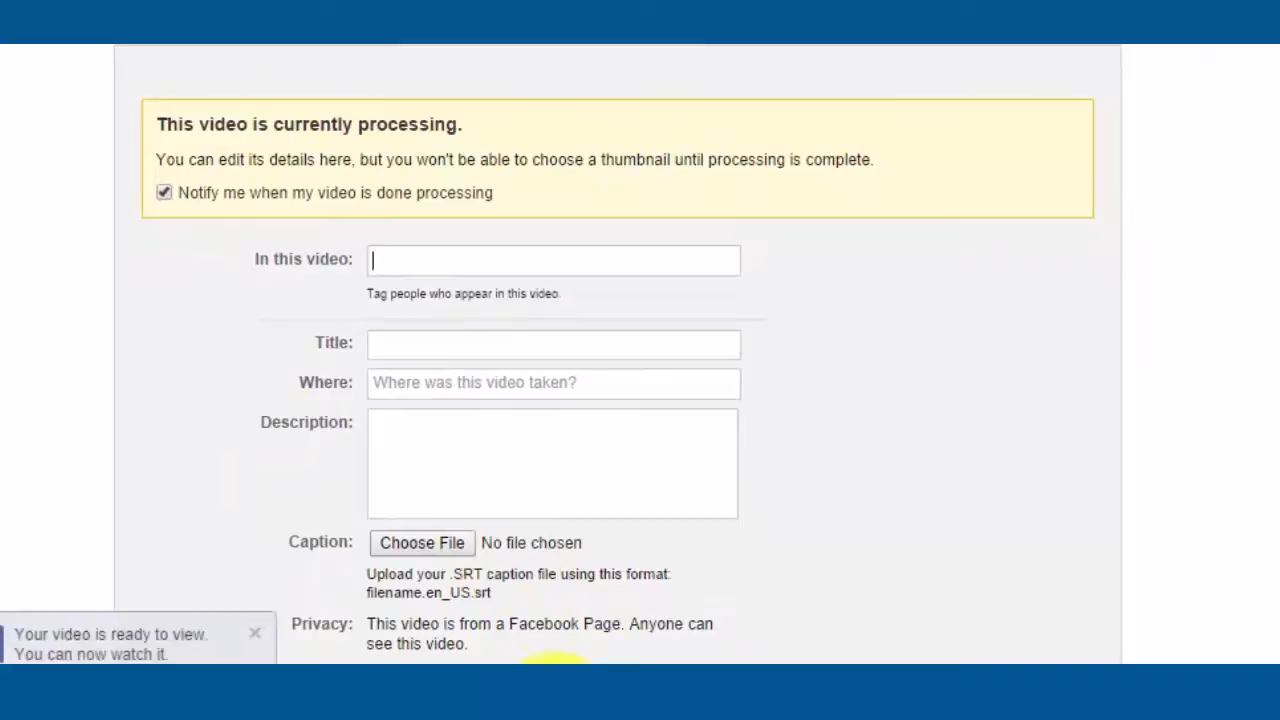 This video is currently processing.
You can edit its details here, but you won't be able to choose a thumbnail until processing is complete.
Notify me when my video is done processing
In this video:
Tag people who appear in this video.
Title:
Where: Where was this video taken?
Description:
Caption: Choose File No file chosen
Upload your .SRT caption file using this format:
filename.en_US.srt
Privacy: This video is from a Facebook Page. Anyone can
see this video.
Your video is ready to view.
You can now watch it.